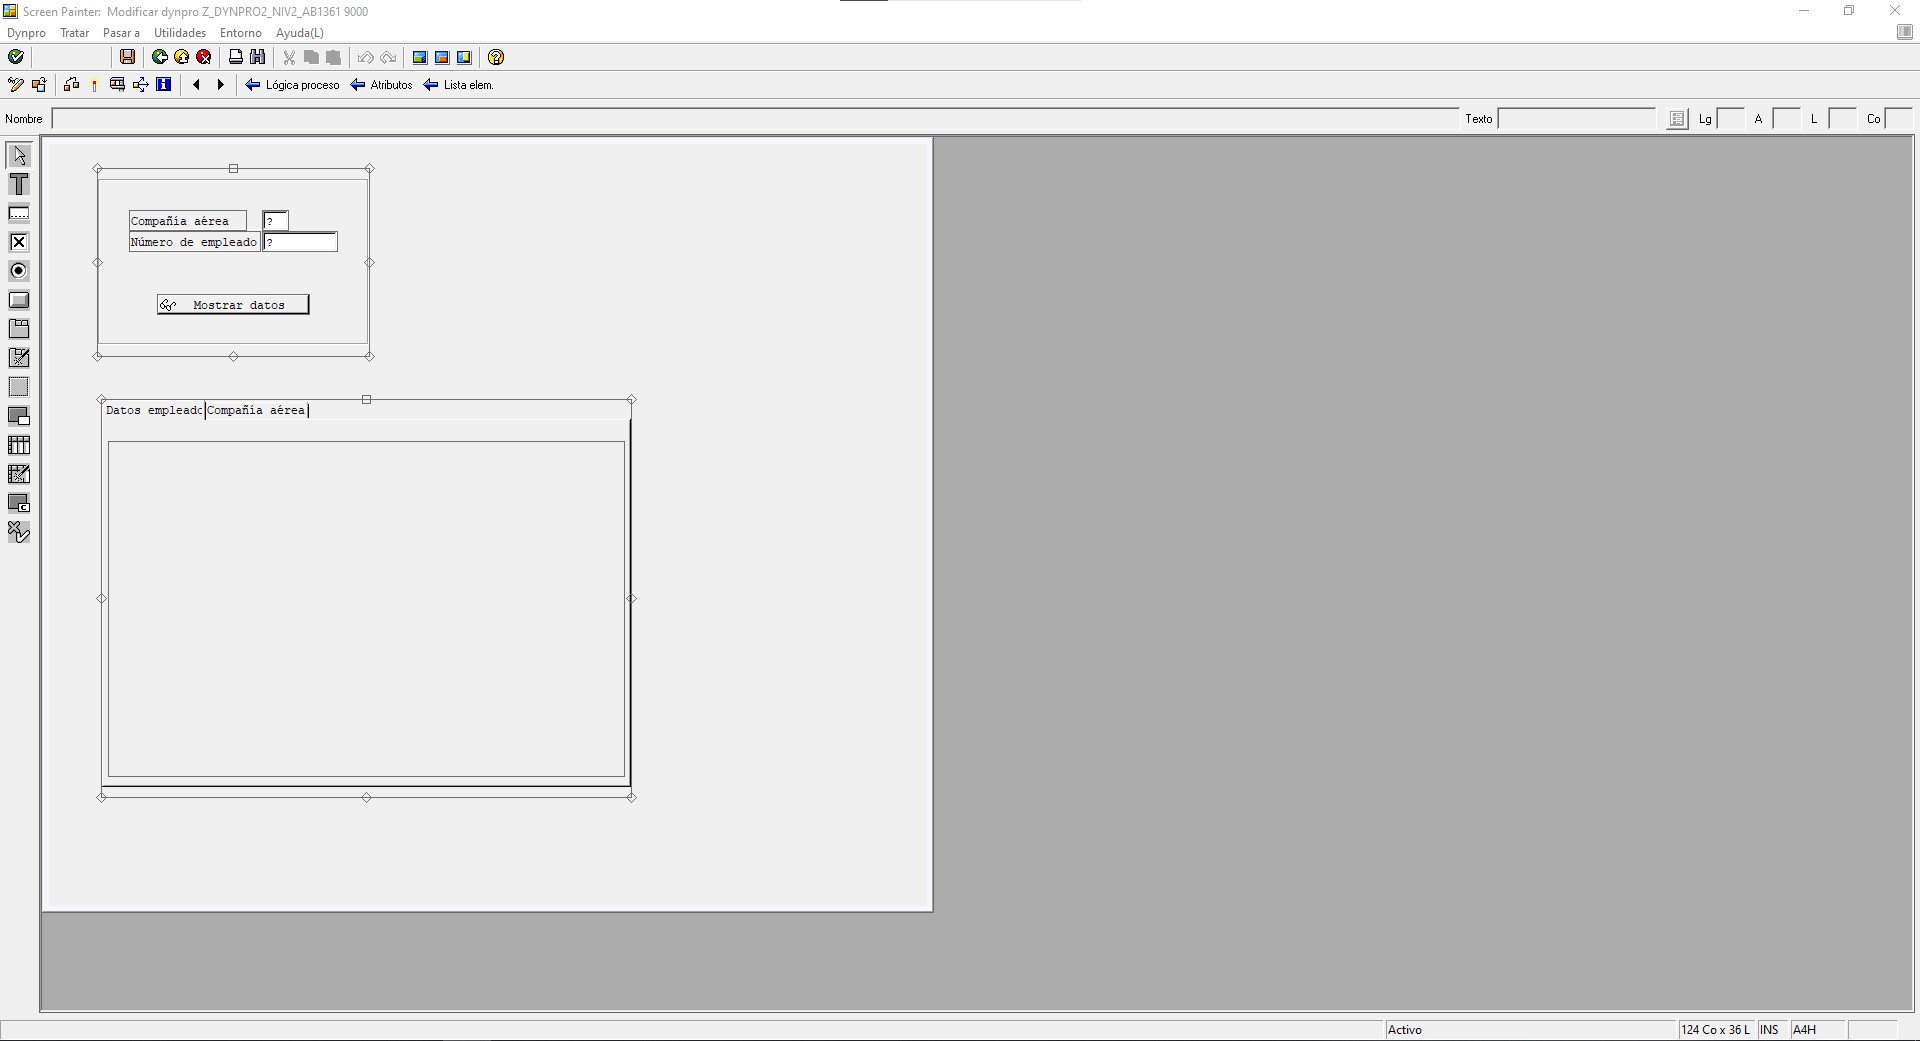 Screen Painter: Modificar dynpro Z_DYNPRO2_NIV2_AB1361 9000
Dynpro Tratar Pasar a Utilidades Entorno Ayuda(L)
Lógica proceso Atributos Lista elem.
Nombre Texto Lg A L Co
Compañía aérea ?
Número de empleado ?
Mostrar datos
Datos empleado Compañía aérea
Activo 124 Co x 36 L INS A4H